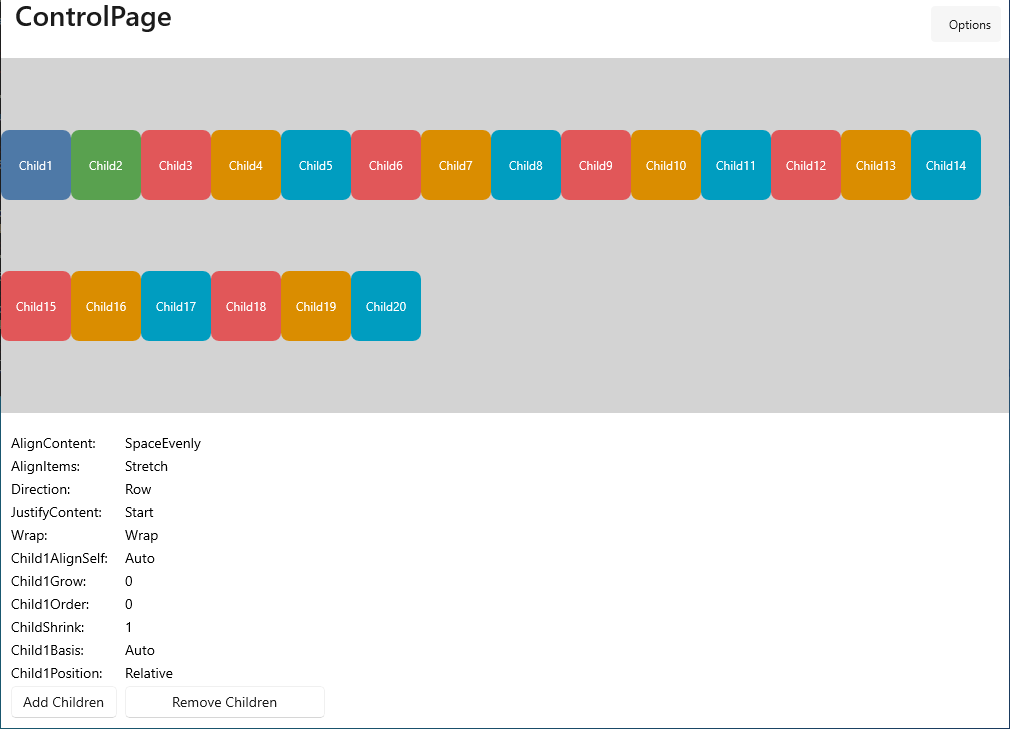 ControlPage
Options
Child1 Child2 Child3 Child4 Child5 Child6 Child7 Child8 Child9 Child10 Child11 Child12 Child13 Child14
Child15 Child16 Child17 Child18 Child19 Child20
AlignContent: SpaceEvenly
AlignItems: Stretch
Direction: Row
JustifyContent: Start
Wrap: Wrap
Child1AlignSelf: Auto
Child1Grow: 0
Child1Order: 0
ChildShrink: 1
Child1Basis: Auto
Child1Position: Relative
Add Children Remove Children